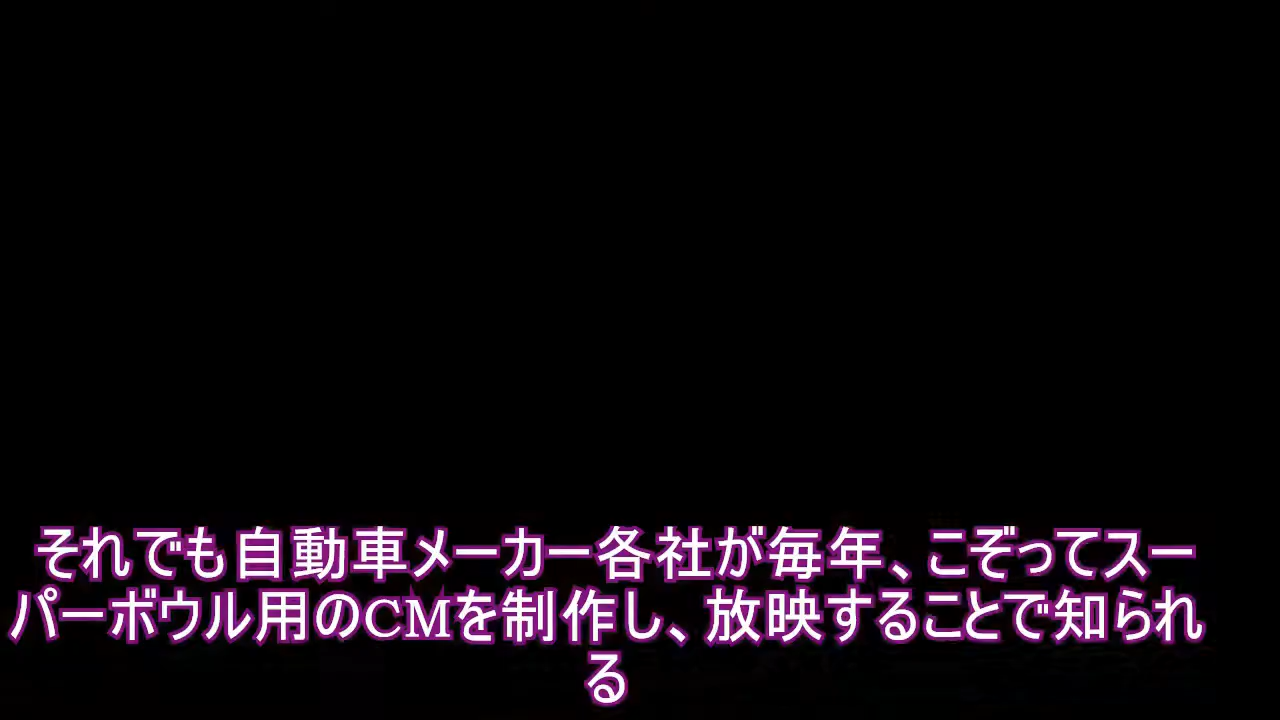 それでも自動車メーカー各社が毎年、こぞってスー
パーボウル用のCMを制作し、放映することで知られ
る